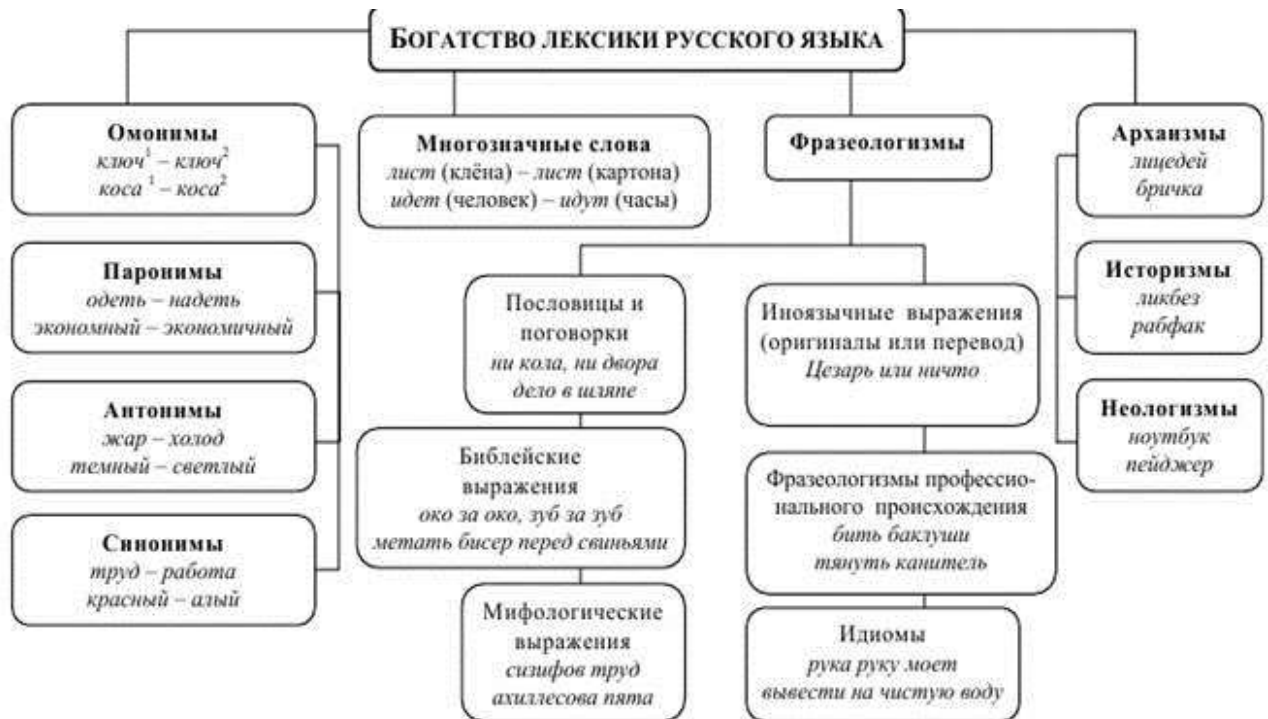 БОГАТСТВО ЛЕКСИКИ РУССКОГО ЯЗЫКА
Омонимы
ключ¹ – ключ²
коса ¹ – коса²
Паронимы
одеть – надеть
экономный – экономичный
Антонимы
жар – холод
темный – светлый
Синонимы
труд – работа
красный – алый
Многозначные слова
лист (клёна) – лист (картона)
идет (человек) – идут (часы)
Фразеологизмы
Пословицы и
поговорки
ни кола, ни двора
дело в шляпе
Библейские
выражения
око за око, зуб за зуб
метать бисер перед свиньями
Мифологические
выражения
сизифов труд
ахиллесова пята
Иноязычные выражения
(оригиналы или перевод)
Цезарь или ничто
Фразеологизмы профессио-
нального происхождения
бить баклуши
тянуть канитель
Идиомы
рука руку моет
вывести на чистую воду
Архаизмы
лицедей
бричка
Историзмы
ликбез
рабфак
Неологизмы
ноутбук
пейджер